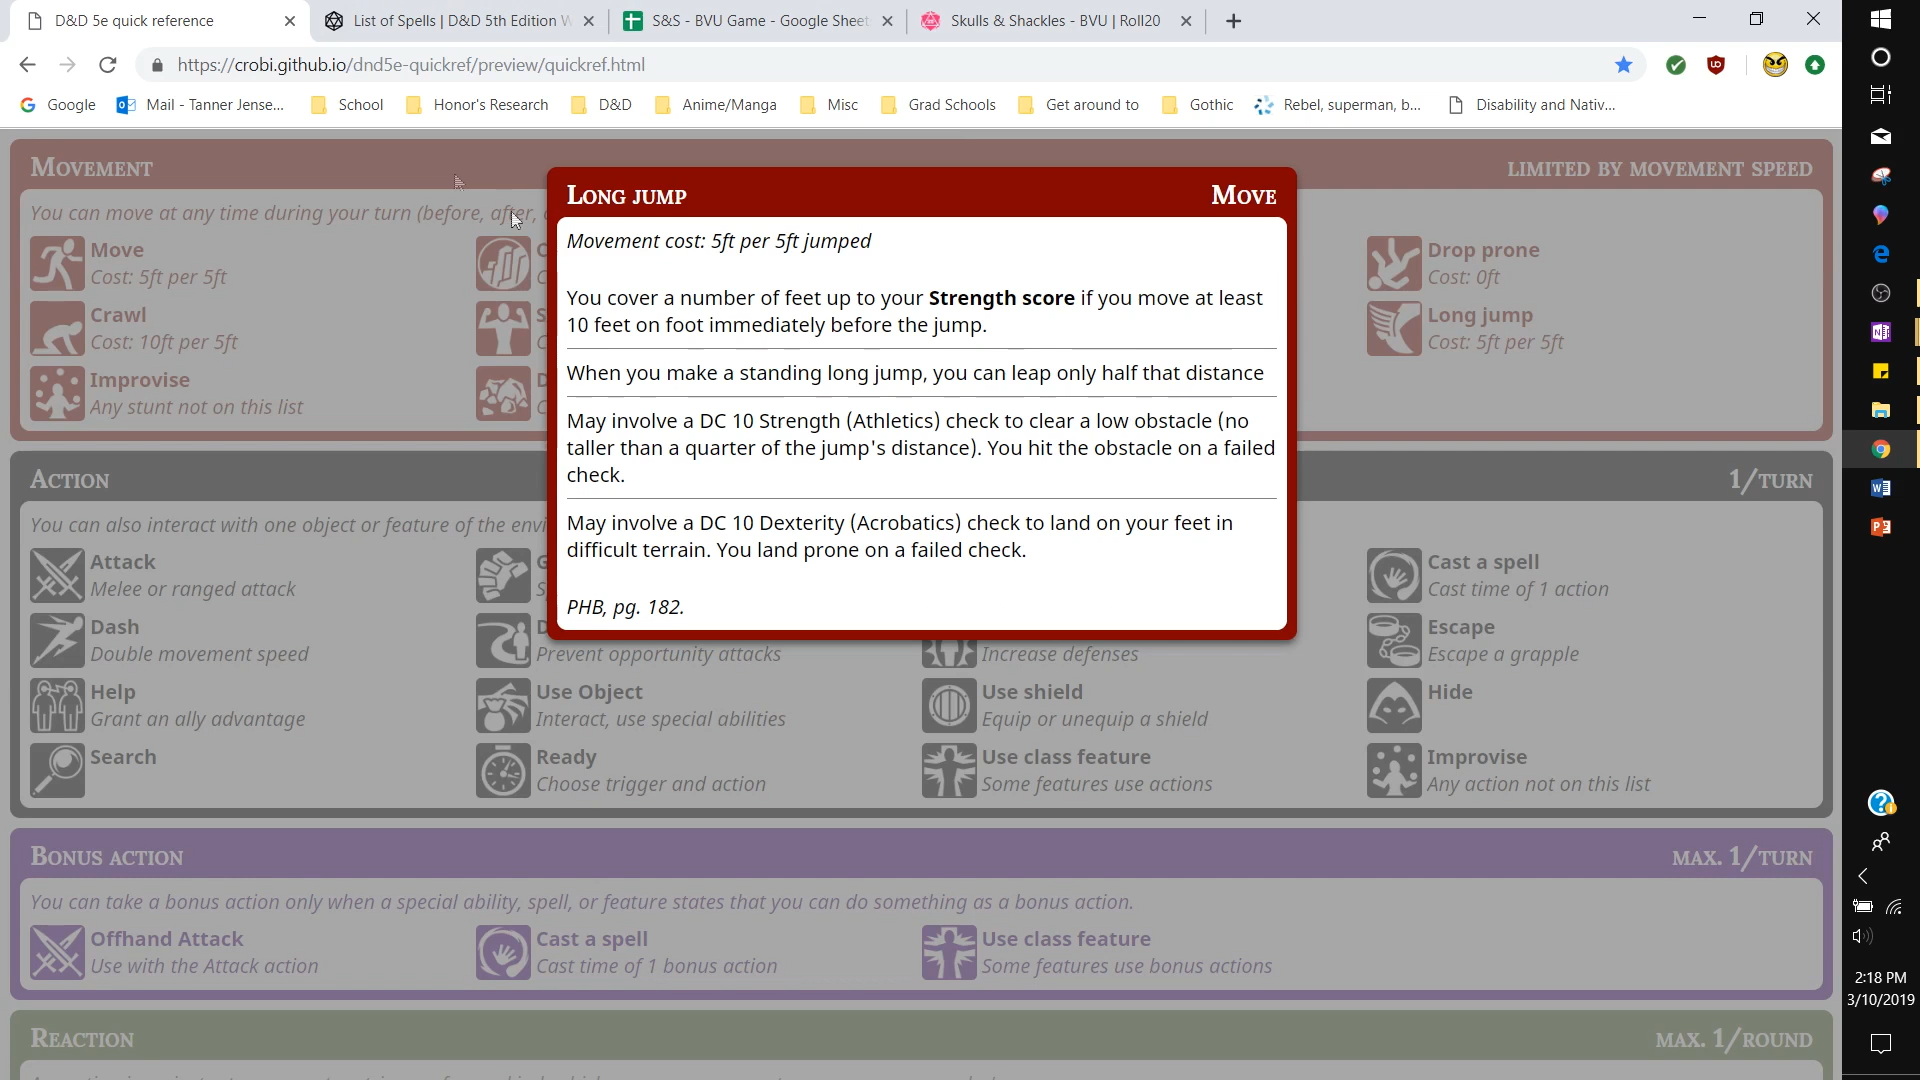 D&D 5e quick reference
List of Spells | D&D 5th Edition W
S&S - BVU Game - Google Sheet
Skulls & Shackles - BVU | Roll20
https://crobi.github.io/dnd5e-quickref/preview/quickref.html
Google
Mail - Tanner Jense...
School
Honor's Research
D&D
Anime/Manga
Misc
Grad Schools
Get around to
Gothic
Rebel, superman, b...
Disability and Nativ...
MOVEMENT
LIMITED BY MOVEMENT SPEED
You can move at any time during your turn (before, after,
Move
Cost: 5ft per 5ft
Drop prone
Cost: 0ft
Crawl
Cost: 10ft per 5ft
Long jump
Cost: 5ft per 5ft
Improvise
Any stunt not on this list
LONG JUMP
MOVE
Movement cost: 5ft per 5ft jumped
You cover a number of feet up to your Strength score if you move at least
10 feet on foot immediately before the jump.
When you make a standing long jump, you can leap only half that distance
May involve a DC 10 Strength (Athletics) check to clear a low obstacle (no
taller than a quarter of the jump's distance). You hit the obstacle on a failed
check.
May involve a DC 10 Dexterity (Acrobatics) check to land on your feet in
difficult terrain. You land prone on a failed check.
PHB, pg. 182.
ACTION
1/TURN
You can also interact with one object or feature of the envi
Attack
Melee or ranged attack
Cast a spell
Cast time of 1 action
Dash
Double movement speed
Prevent opportunity attacks
Increase defenses
Escape
Escape a grapple
Help
Grant an ally advantage
Use Object
Interact, use special abilities
Use shield
Equip or unequip a shield
Hide
Search
Ready
Choose trigger and action
Use class feature
Some features use actions
Improvise
Any action not on this list
BONUS ACTION
MAX. 1/TURN
You can take a bonus action only when a special ability, spell, or feature states that you can do something as a bonus action.
Offhand Attack
Use with the Attack action
Cast a spell
Cast time of 1 bonus action
Use class feature
Some features use bonus actions
REACTION
MAX. 1/ROUND
2:18 PM
3/10/2019